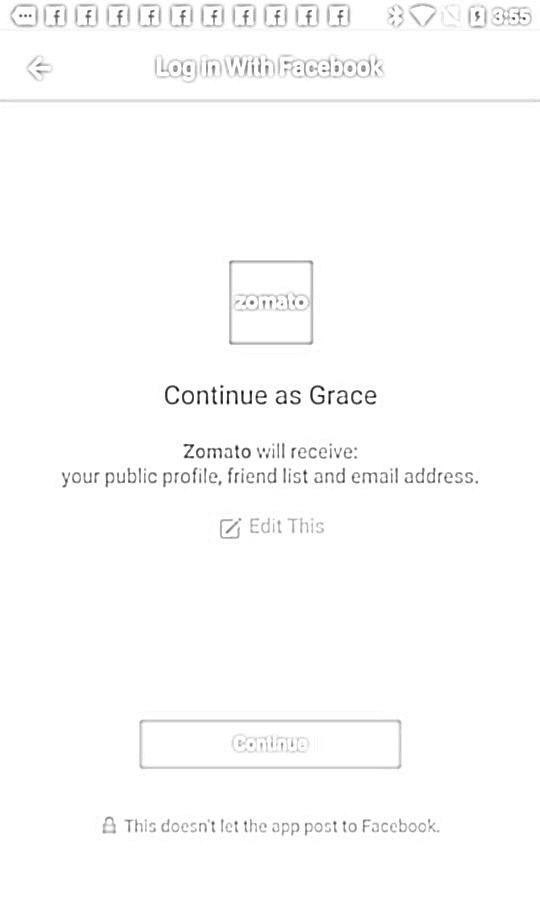 3:55
Log in With Facebook
zomato
Continue as Grace
Zomato will receive:
your public profile, friend list and email address.
Edit This
Continue
This doesn't let the app post to Facebook.